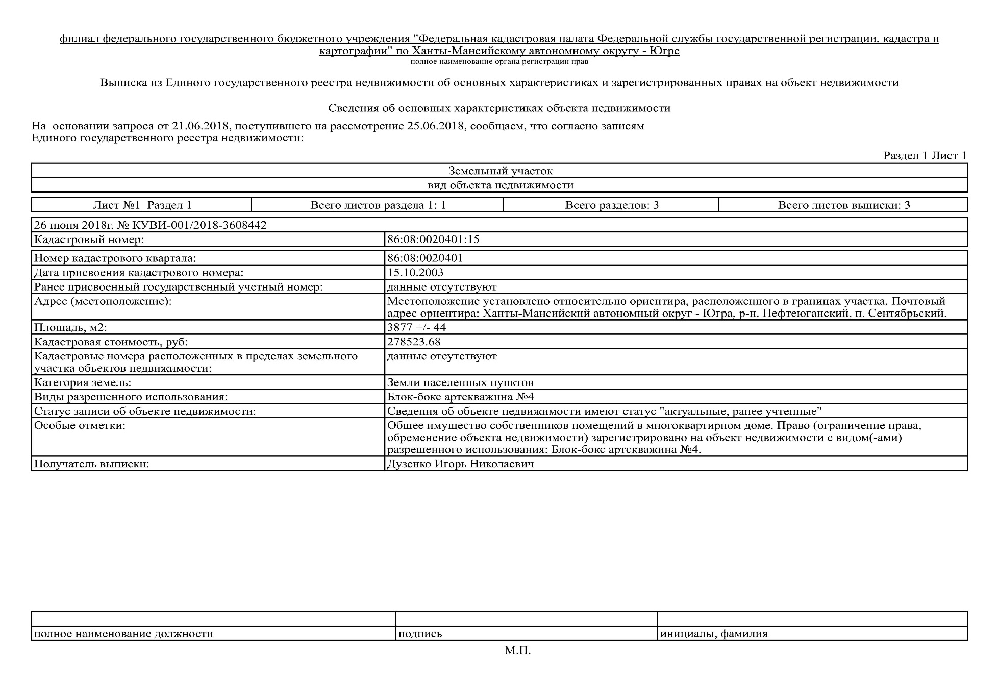 филиал федерального государственного бюджетного учреждения "Федеральная кадастровая палата Федеральной службы государственной регистрации, кадастра и
картографии" по Ханты-Мансийскому автономному округу - Югре
полное наименование органа регистрации прав
Выписка из Единого государственного реестра недвижимости об основных характеристиках и зарегистрированных правах на объект недвижимости
Сведения об основных характеристиках объекта недвижимости
На основании запроса от 21.06.2018, поступившего на рассмотрение 25.06.2018, сообщаем, что согласно записям
Единого государственного реестра недвижимости:
Раздел 1 Лист 1
Земельный участок
вид объекта недвижимости
Лист №1 Раздел 1 Всего листов раздела 1: 1 Всего разделов: 3 Всего листов выписки: 3
26 июня 2018г. № КУВИ-001/2018-3608442
Кадастровый номер: 86:08:0020401:15
Номер кадастрового квартала: 86:08:0020401
Дата присвоения кадастрового номера: 15.10.2003
Ранее присвоенный государственный учетный номер: данные отсутствуют
Адрес (местоположение): Местоположение установлено относительно ориентира, расположенного в границах участка. Почтовый
адрес ориентира: Ханты-Мансийский автономный округ - Югра, р-н. Нефтеюганский, п. Сентябрьский.
Площадь, м2: 3877 +/- 44
Кадастровая стоимость, руб: 278523.68
Кадастровые номера расположенных в пределах земельного данные отсутствуют
участка объектов недвижимости:
Категория земель: Земли населенных пунктов
Виды разрешенного использования: Блок-бокс артскважина №4
Статус записи об объекте недвижимости: Сведения об объекте недвижимости имеют статус "актуальные, ранее учтенные"
Особые отметки: Общее имущество собственников помещений в многоквартирном доме. Право (ограничение права,
обременение объекта недвижимости) зарегистрировано на объект недвижимости с видом(-ами)
разрешенного использования: Блок-бокс артскважина №4.
Получатель выписки: Дузенко Игорь Николаевич
полное наименование должности подпись инициалы, фамилия
М.П.